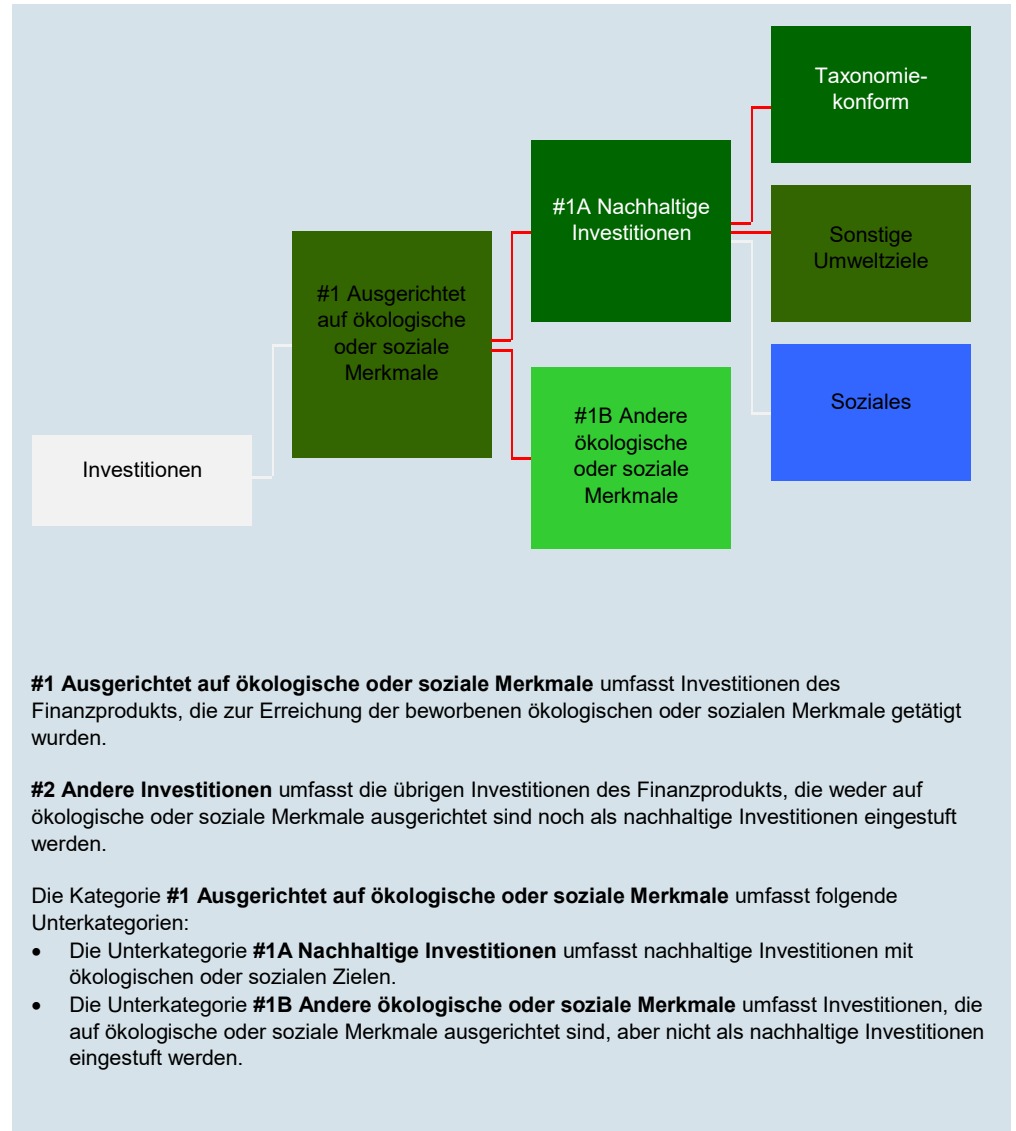 Taxonomie-
konform
#1A Nachhaltige
Investitionen
Sonstige
Umweltziele
#1 Ausgerichtet
auf ökologische
oder soziale
Merkmale
Soziales
#1B Andere
ökologische
oder soziale
Merkmale
Investitionen
#1 Ausgerichtet auf ökologische oder soziale Merkmale umfasst Investitionen des
Finanzprodukts, die zur Erreichung der beworbenen ökologischen oder sozialen Merkmale getätigt
wurden.
#2 Andere Investitionen umfasst die übrigen Investitionen des Finanzprodukts, die weder auf
ökologische oder soziale Merkmale ausgerichtet sind noch als nachhaltige Investitionen eingestuft
werden.
Die Kategorie #1 Ausgerichtet auf ökologische oder soziale Merkmale umfasst folgende
Unterkategorien:
• Die Unterkategorie #1A Nachhaltige Investitionen umfasst nachhaltige Investitionen mit
ökologischen oder sozialen Zielen.
• Die Unterkategorie #1B Andere ökologische oder soziale Merkmale umfasst Investitionen, die
auf ökologische oder soziale Merkmale ausgerichtet sind, aber nicht als nachhaltige Investitionen
eingestuft werden.